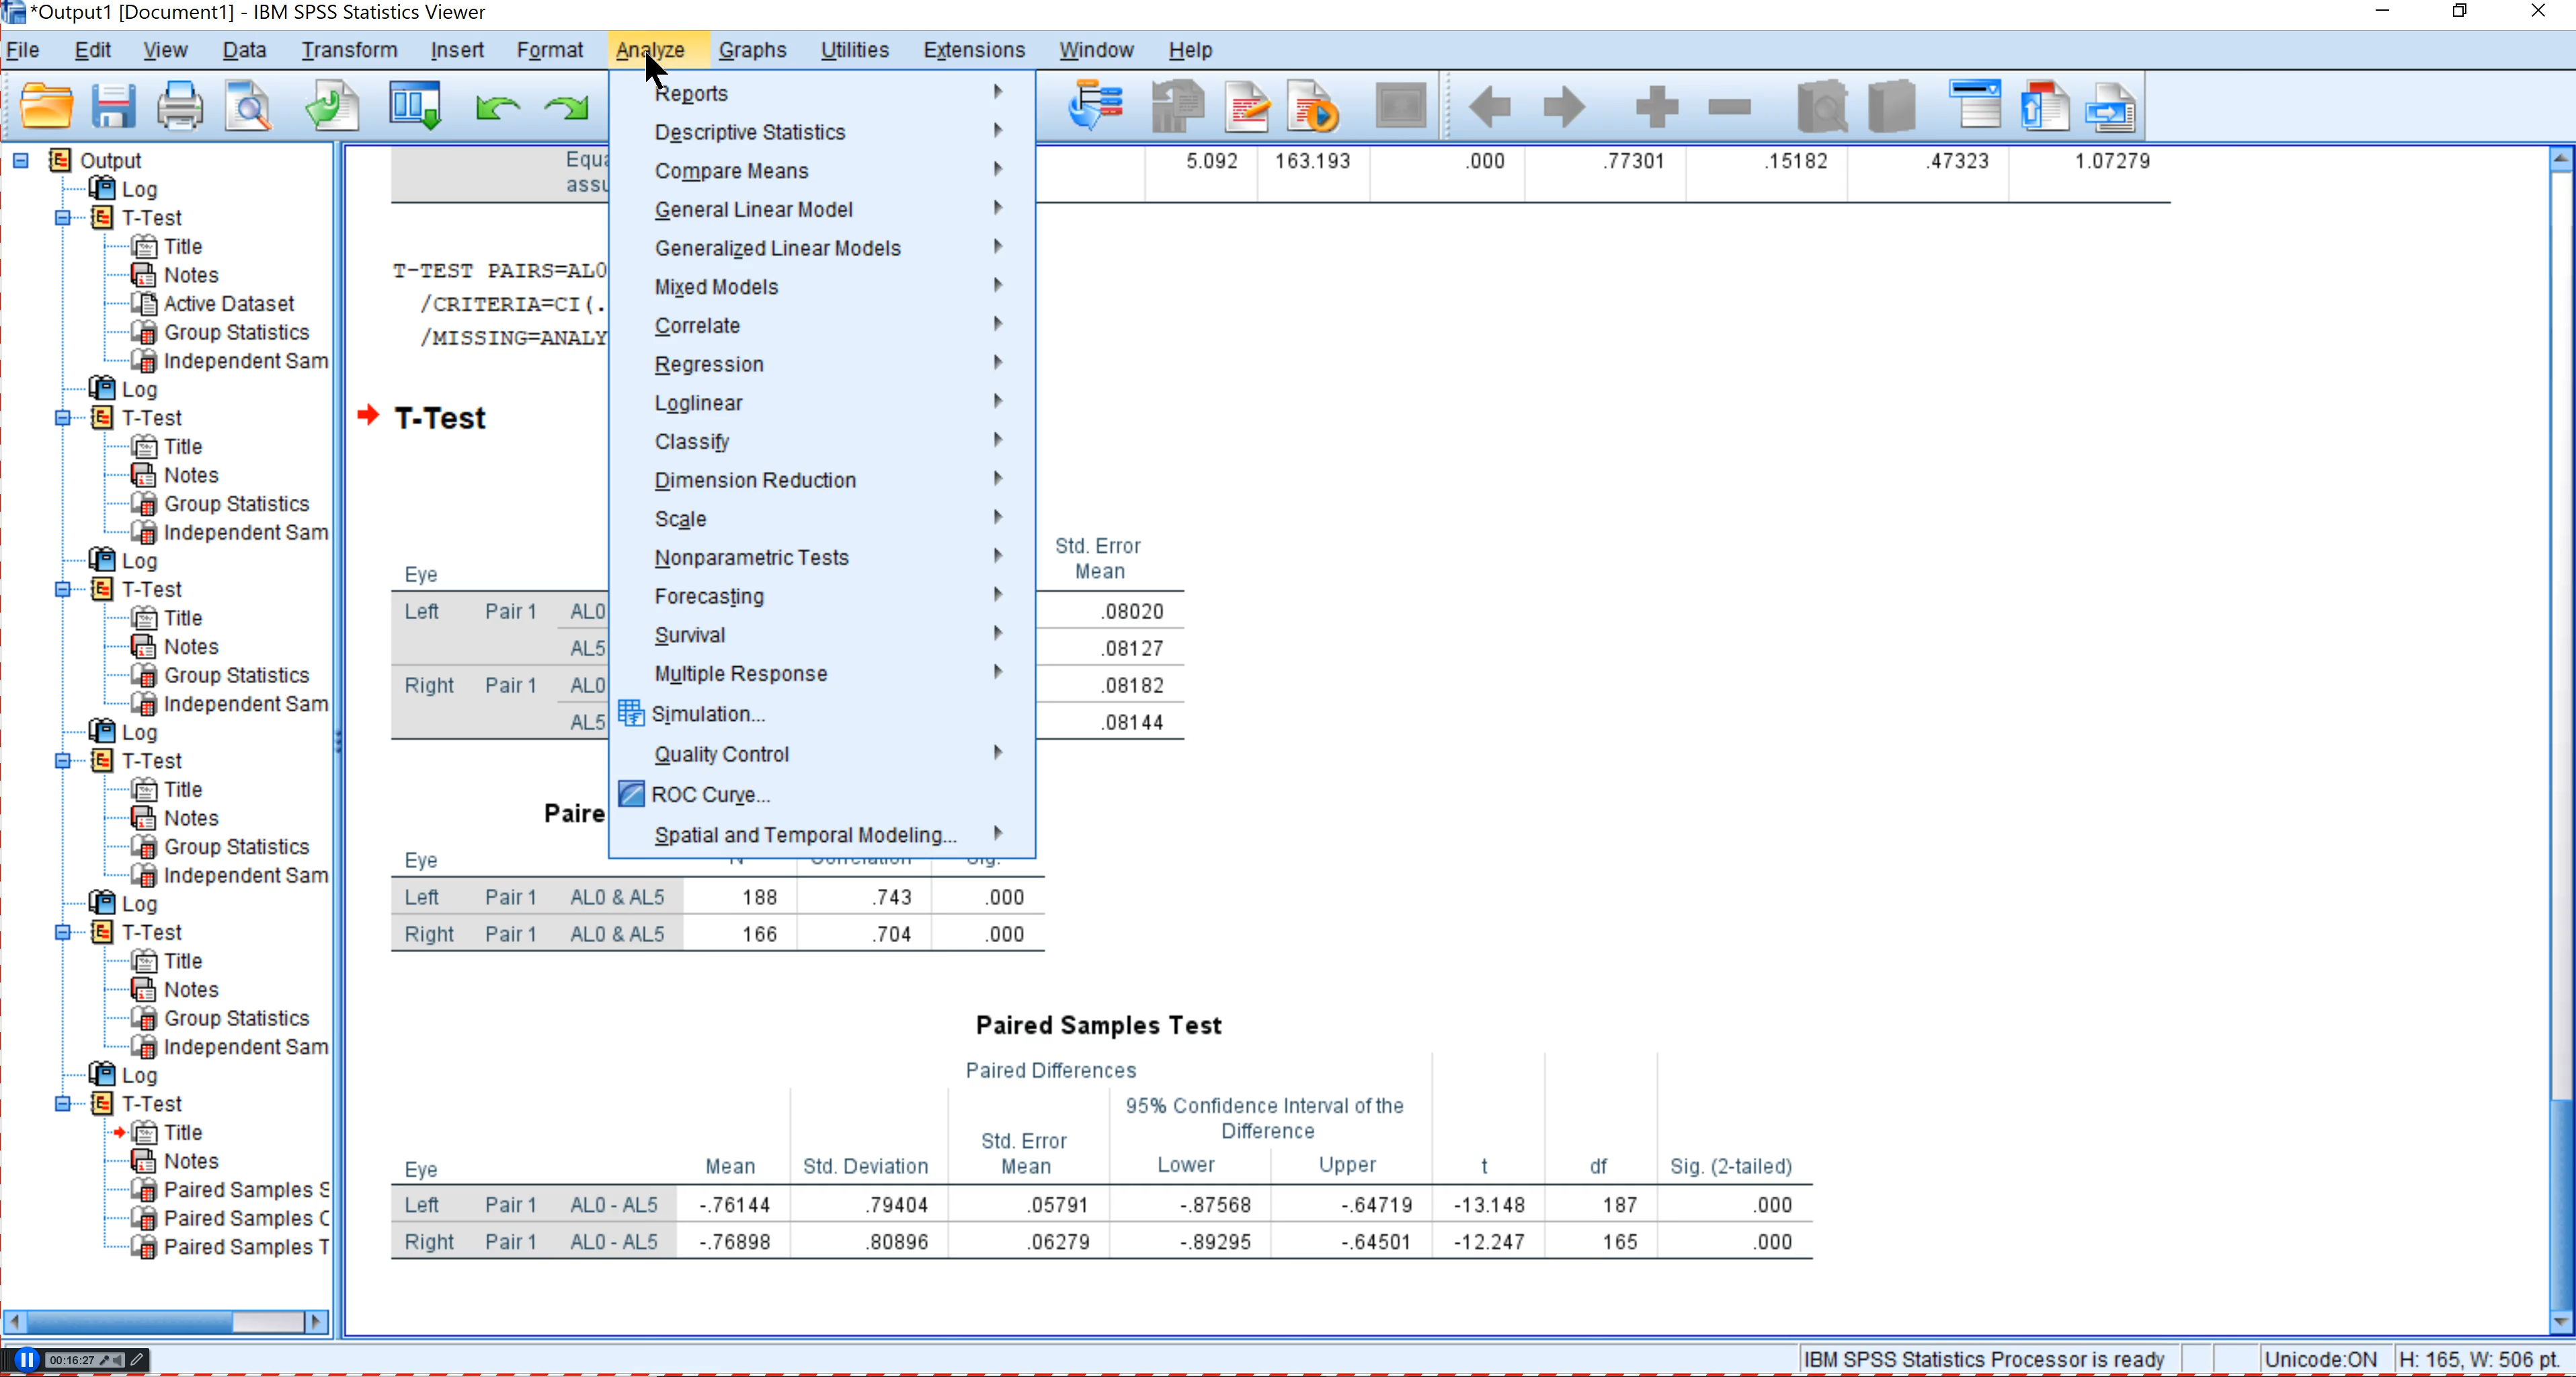 *Output1 [Document1] - IBM SPSS Statistics Viewer
File Edit View Data Transform Insert Format Analyze Graphs Utilities Extensions Window Help
Output
Log
T-Test
Title
Notes
Active Dataset
Group Statistics
Independent Sam
Log
T-Test
Title
Notes
Group Statistics
Independent Sam
Log
T-Test
Title
Notes
Group Statistics
Independent Sam
Log
T-Test
Title
Notes
Group Statistics
Independent Sam
Log
T-Test
Title
Notes
Group Statistics
Independent Sam
Log
T-Test
Title
Notes
Paired Samples S
Paired Samples C
Paired Samples T
Reports
Descriptive Statistics
Compare Means
General Linear Model
Generalized Linear Models
Mixed Models
Correlate
Regression
Loglinear
Classify
Dimension Reduction
Scale
Nonparametric Tests
Forecasting
Survival
Multiple Response
Simulation...
Quality Control
ROC Curve...
Spatial and Temporal Modeling...
Equa 5.092 163.193 .000 .77301 .15182 .47323 1.07279
assu
T-TEST PAIRS=AL0
/CRITERIA=CI(.
/MISSING=ANALY
T-Test
Std. Error
Eye Mean
Left Pair 1 AL0 .08020
AL5 .08127
Right Pair 1 AL0 .08182
AL5 .08144
Paire
Eye N Correlation Sig.
Left Pair 1 AL0 & AL5 188 .743 .000
Right Pair 1 AL0 & AL5 166 .704 .000
Paired Samples Test
Paired Differences
95% Confidence Interval of the
Difference
Std. Error
Eye Mean Std. Deviation Mean Lower Upper t df Sig. (2-tailed)
Left Pair 1 AL0 - AL5 -.76144 .79404 .05791 -.87568 -.64719 -13.148 187 .000
Right Pair 1 AL0 - AL5 -.76898 .80896 .06279 -.89295 -.64501 -12.247 165 .000
00:16:27
IBM SPSS Statistics Processor is ready Unicode:ON H: 165, W: 506 pt.